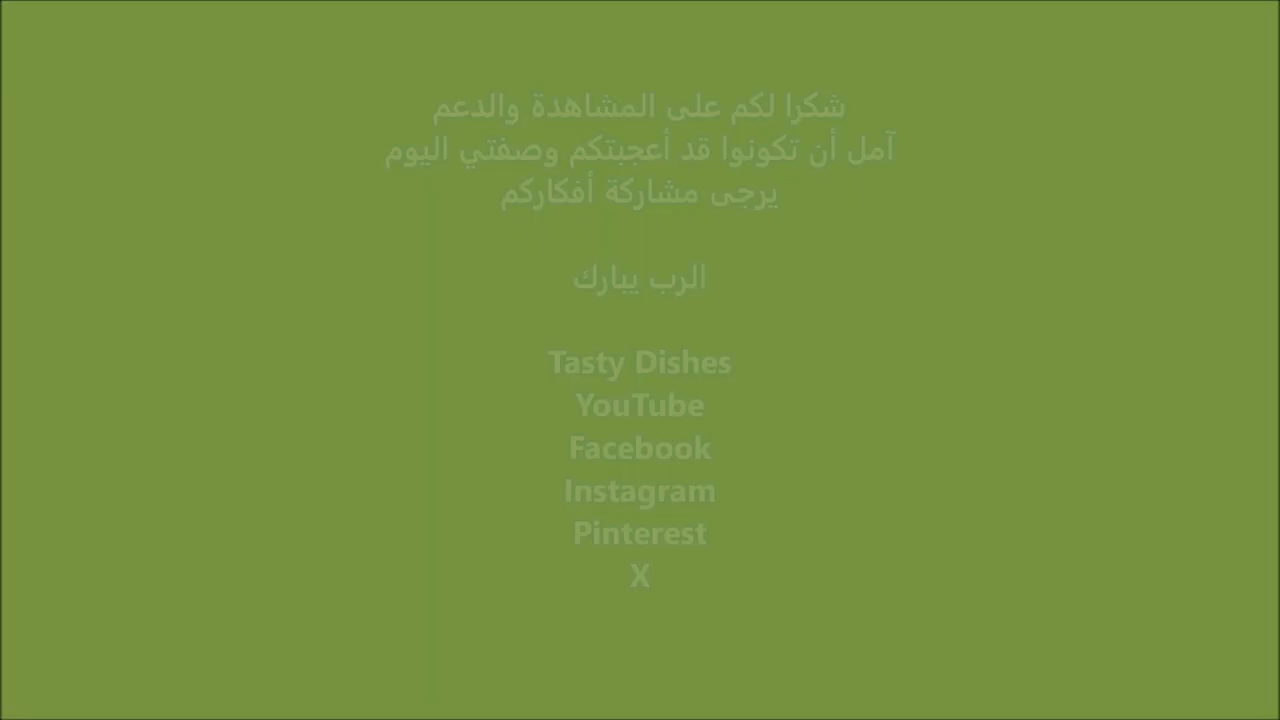 شكرا لكم على المشاهدة والدعم
آمل أن تكونوا قد أعجبتكم وصفتي اليوم
يرجى مشاركة أفكاركم
الرب يبارك
Tasty Dishes
YouTube
Facebook
Instagram
Pinterest
X